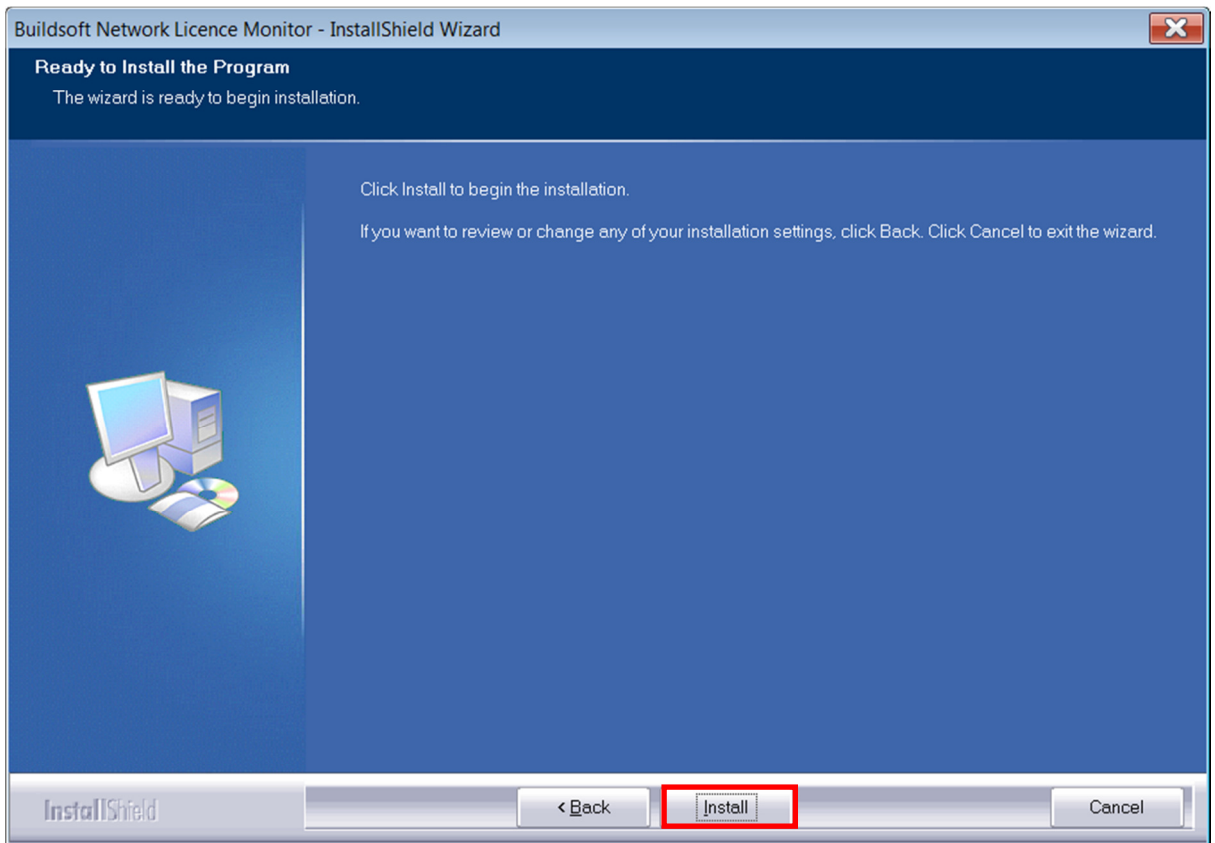 Buildsoft Network Licence Monitor - InstallShield Wizard
Ready to Install the Program
The wizard is ready to begin installation.
Click Install to begin the installation.
If you want to review or change any of your installation settings, click Back. Click Cancel to exit the wizard.
InstallShield
< Back
Install
Cancel